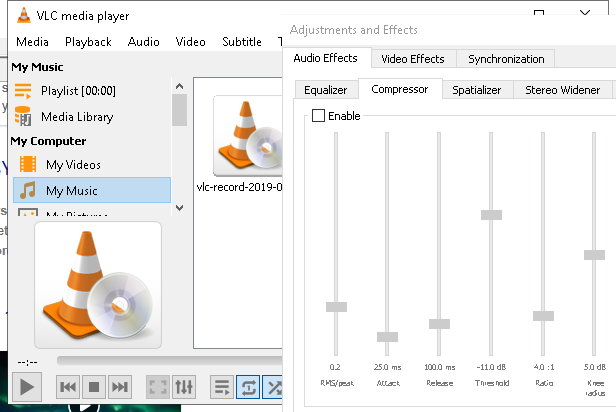 VLC media player
Media Playback Audio Video Subtitle T
My Music
Playlist [00:00]
Media Library
My Computer
My Videos
My Music
My Pictures
vlc-record-2019-0
--:--
Adjustments and Effects
Audio Effects Video Effects Synchronization
Equalizer Compressor Spatializer Stereo Widener
Enable
0.2 25.0 ms 100.0 ms -11.0 dB 4.0 :1 5.0 dB
RMS/peak Attack Release Threshold Ratio Knee
radius